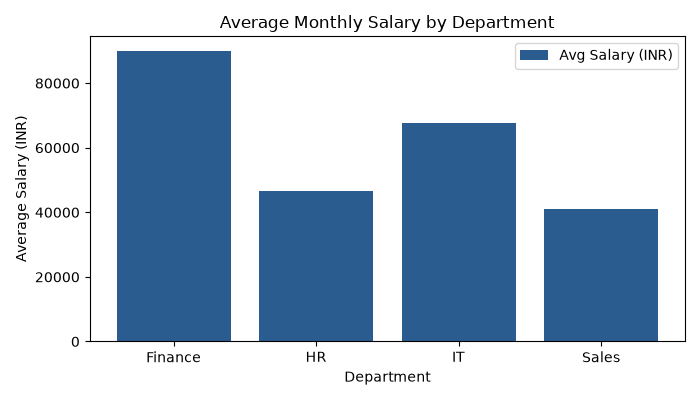 Average Monthly Salary by Department
Avg Salary (INR)
Average Salary (INR)
80000
60000
40000
20000
0
Finance
HR
IT
Sales
Department